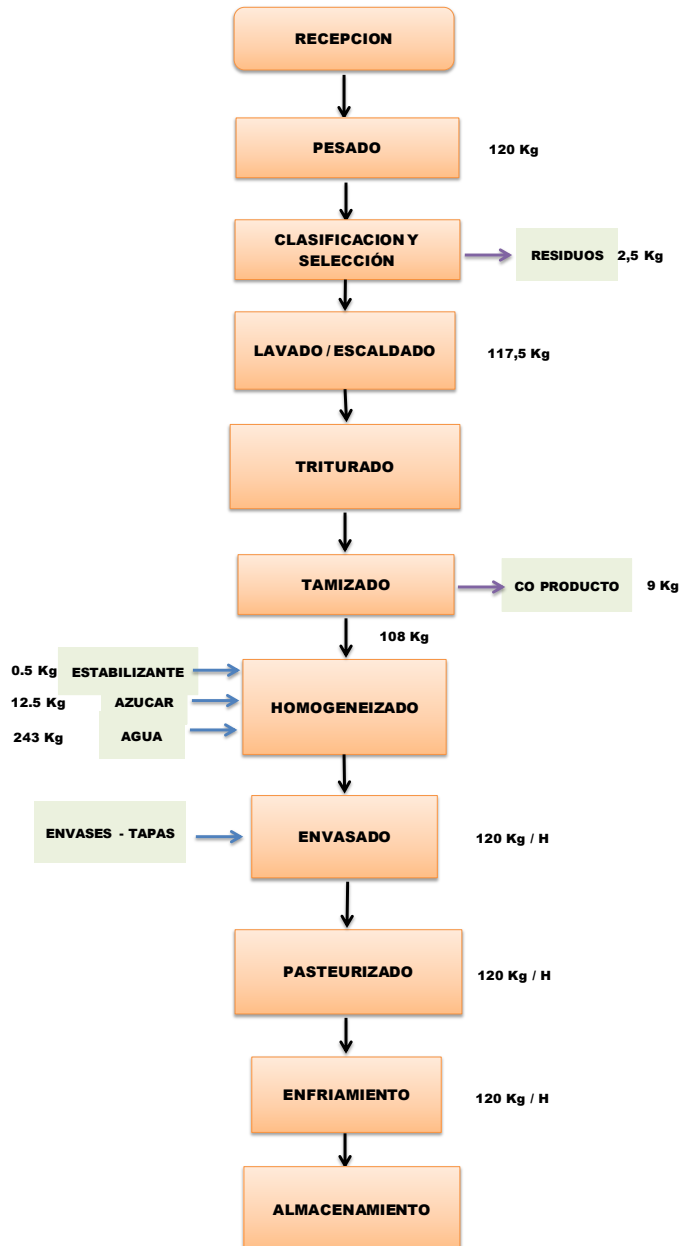 RECEPCION
PESADO
120 Kg
CLASIFICACION Y
SELECCIÓN
RESIDUOS
2,5 Kg
LAVADO / ESCALDADO
117,5 Kg
TRITURADO
TAMIZADO
CO PRODUCTO
9 Kg
108 Kg
0.5 Kg
ESTABILIZANTE
12.5 Kg
AZUCAR
243 Kg
AGUA
HOMOGENEIZADO
ENVASES - TAPAS
ENVASADO
120 Kg / H
PASTEURIZADO
120 Kg / H
ENFRIAMIENTO
120 Kg / H
ALMACENAMIENTO